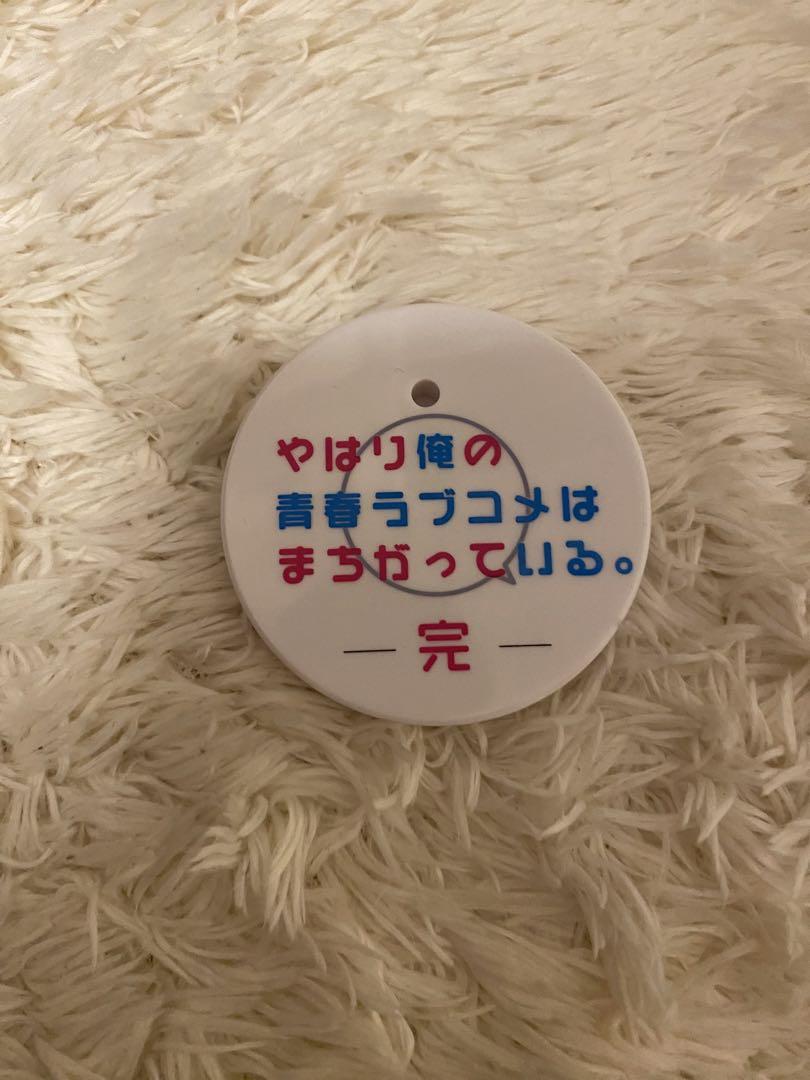 やはり俺の
青春ラブコメは
まちがっている。
— 完 —